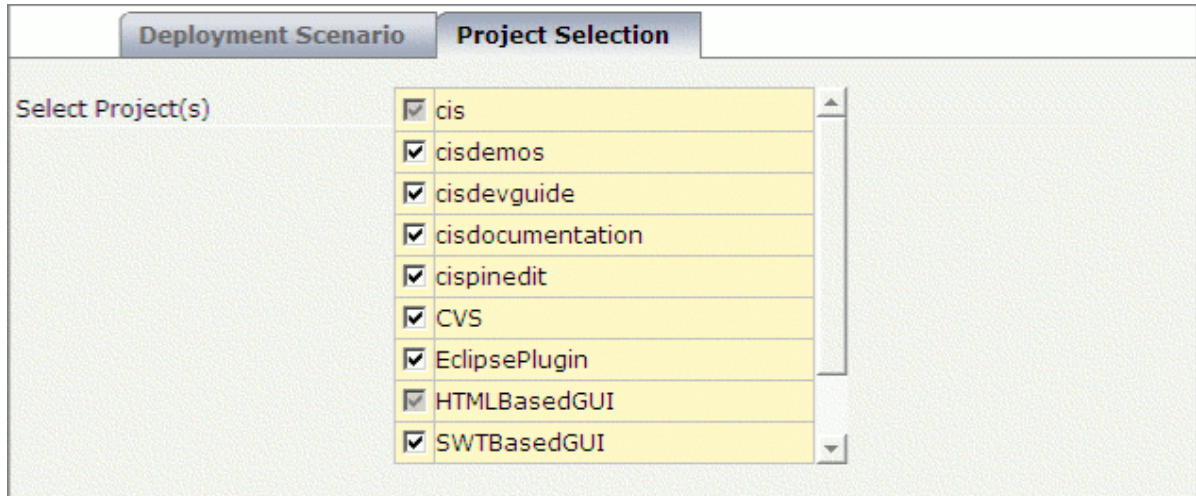 Deployment Scenario Project Selection
Select Project(s) cis
cisdemos
cisdevguide
cisdocumentation
cispinedit
CVS
EclipsePlugin
HTMLBasedGUI
SWTBasedGUI